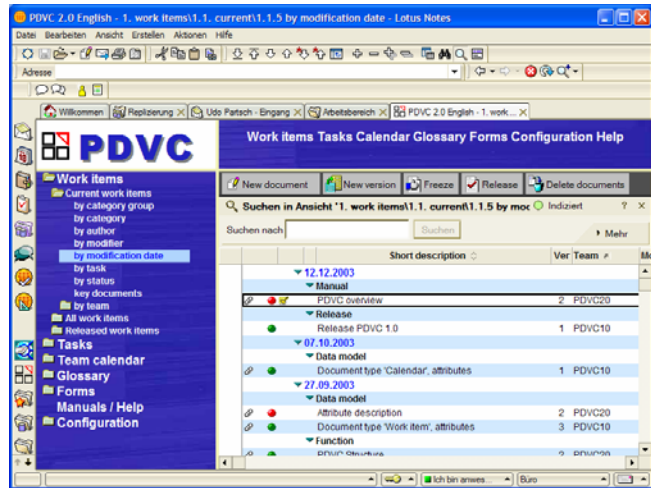 PDVC 2.0 English - 1. work items\1.1. current\1.1.5 by modification date - Lotus Notes
Datei Bearbeiten Ansicht Erstellen Aktionen Hilfe
Adresse
Willkommen Replizierung Udo Partsch - Eingang Arbeitsbereich PDVC 2.0 English - 1. work...
PDVC
Work items Tasks Calendar Glossary Forms Configuration Help
Work items
Current work items
by category group
by category
by author
by modifier
by modification date
by task
by status
key documents
by team
All work items
Released work items
Tasks
Team calendar
Glossary
Forms
Manuals / Help
Configuration
New document New version Freeze Release Delete documents
Suchen in Ansicht '1. work items\1.1. current\1.1.5 by moc Indiziert ? ×
Suchen nach Suchen Mehr
Short description Ver Team Mo
12.12.2003
Manual
PDVC overview 2 PDVC20
Release
Release PDVC 1.0 1 PDVC10
07.10.2003
Data model
Document type 'Calendar', attributes 1 PDVC10
27.09.2003
Data model
Attribute description 2 PDVC20
Document type 'Work item', attributes 3 PDVC10
Function
PDVC Structure 2 PDVC20
Ich bin anwes... Büro